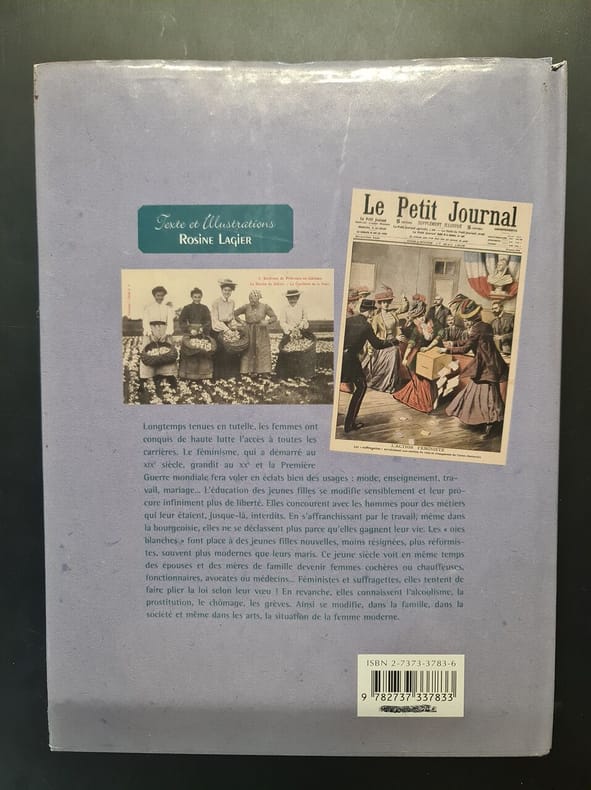 Texte et Illustrations
Rosine Lagier
Le Petit Journal
5 CENTIMES SUPPLÉMENT ILLUSTRÉ 5 CENTIMES
L'ACTION FEMINISTE
Longtemps tenues en tutelle, les femmes ont
conquis de haute lutte l'accès à toutes les
carrières. Le féminisme, qui a démarré au
XIXe siècle, grandit au XXe et la Première
Guerre mondiale fera voler en éclats bien des usages : mode, enseignement, tra-
vail, mariage... L'éducation des jeunes filles se modifie sensiblement et leur pro-
cure infiniment plus de liberté. Elles concourent avec les hommes pour des métiers
qui leur étaient, jusque-là, interdits. En s'affranchissant par le travail, même dans
la bourgeoisie, elles ne se déclassent plus parce qu'elles gagnent leur vie. Les « oies
blanches » font place à des jeunes filles nouvelles, moins résignées, plus réformis-
tes, souvent plus modernes que leurs maris. Ce jeune siècle voit en même temps
des épouses et des mères de famille devenir femmes cochères ou chauffeuses,
fonctionnaires, avocates ou médecins... Féministes et suffragettes, elles tentent de
faire plier la loi selon leur vœu ! En revanche, elles connaissent l'alcoolisme, la
prostitution, le chômage, les grèves. Ainsi se modifie, dans la famille, dans la
société et même dans les arts, la situation de la femme moderne.
ISBN 2-7373-3783-6
9 782737 337833